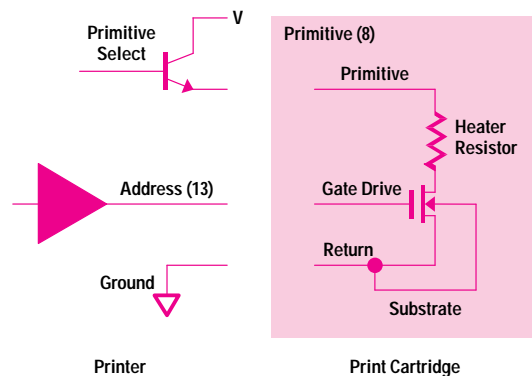 V
Primitive
Select
Primitive (8)
Primitive
Heater
Resistor
Address (13)
Gate Drive
Return
Ground
Substrate
Printer
Print Cartridge